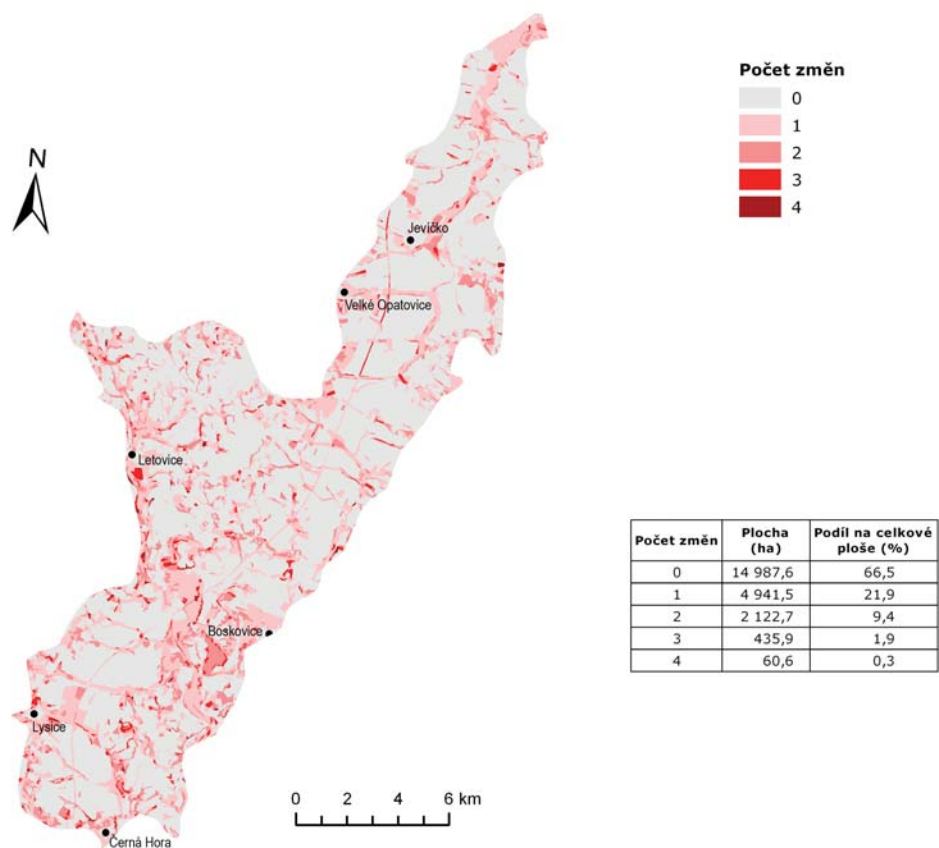 N
Počet změn
0
1
2
3
4
Jevíčko
Velké Opatovice
Letovice
Boskovice
Lysice
Černá Hora
0 2 4 6 km
Počet změn Plocha (ha) Podíl na celkové ploše (%)
0 14 987,6 66,5
1 4 941,5 21,9
2 2 122,7 9,4
3 435,9 1,9
4 60,6 0,3